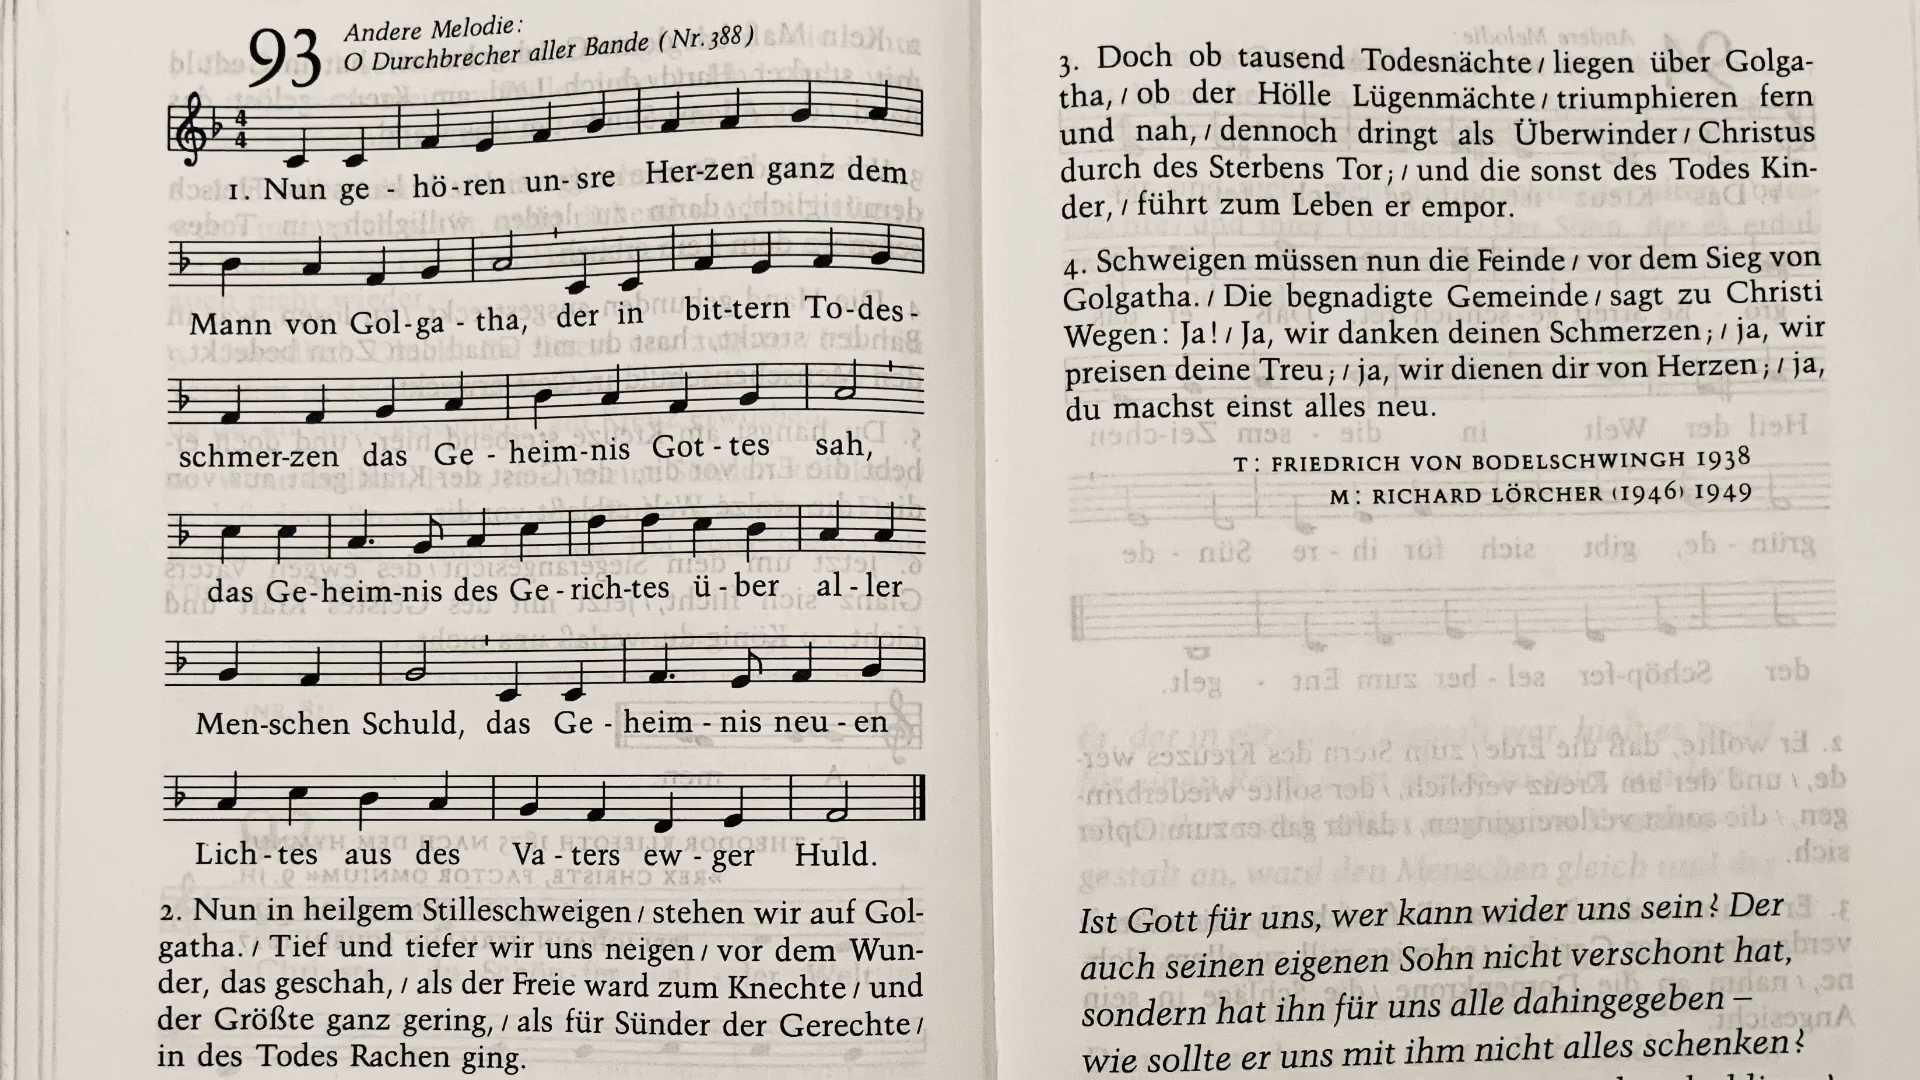 93
Andere Melodie:
O Durchbrecher aller Bande (Nr. 388)
1. Nun ge - hö - ren un - sre Her-zen ganz dem
Mann von Gol - ga - tha, der in bit-tern To-des-
schmer-zen das Ge - heim-nis Got - tes sah,
das Ge-heim-nis des Ge-rich-tes ü - ber al - ler
Men-schen Schuld, das Ge - heim - nis neu - en
Lich - tes aus des Va - ters ew - ger Huld.
2. Nun in heilgem Stilleschweigen / stehen wir auf Gol-
gatha. / Tief und tiefer wir uns neigen / vor dem Wun-
der, das geschah, / als der Freie ward zum Knechte / und
der Größte ganz gering, / als für Sünder der Gerechte /
in des Todes Rachen ging.
3. Doch ob tausend Todesnächte / liegen über Golga-
tha, / ob der Hölle Lügenmächte / triumphieren fern
und nah, / dennoch dringt als Überwinder / Christus
durch des Sterbens Tor; / und die sonst des Todes Kin-
der, / führt zum Leben er empor.
4. Schweigen müssen nun die Feinde / vor dem Sieg von
Golgatha. / Die begnadigte Gemeinde / sagt zu Christi
Wegen: Ja! / Ja, wir danken deinen Schmerzen; / ja, wir
preisen deine Treu; / ja, wir dienen dir von Herzen; / ja,
du machst einst alles neu.
T: FRIEDRICH VON BODELSCHWINGH 1938
M: RICHARD LÖRCHER (1946) 1949
Ist Gott für uns, wer kann wider uns sein? Der
auch seinen eigenen Sohn nicht verschont hat,
sondern hat ihn für uns alle dahingegeben –
wie sollte er uns mit ihm nicht alles schenken?